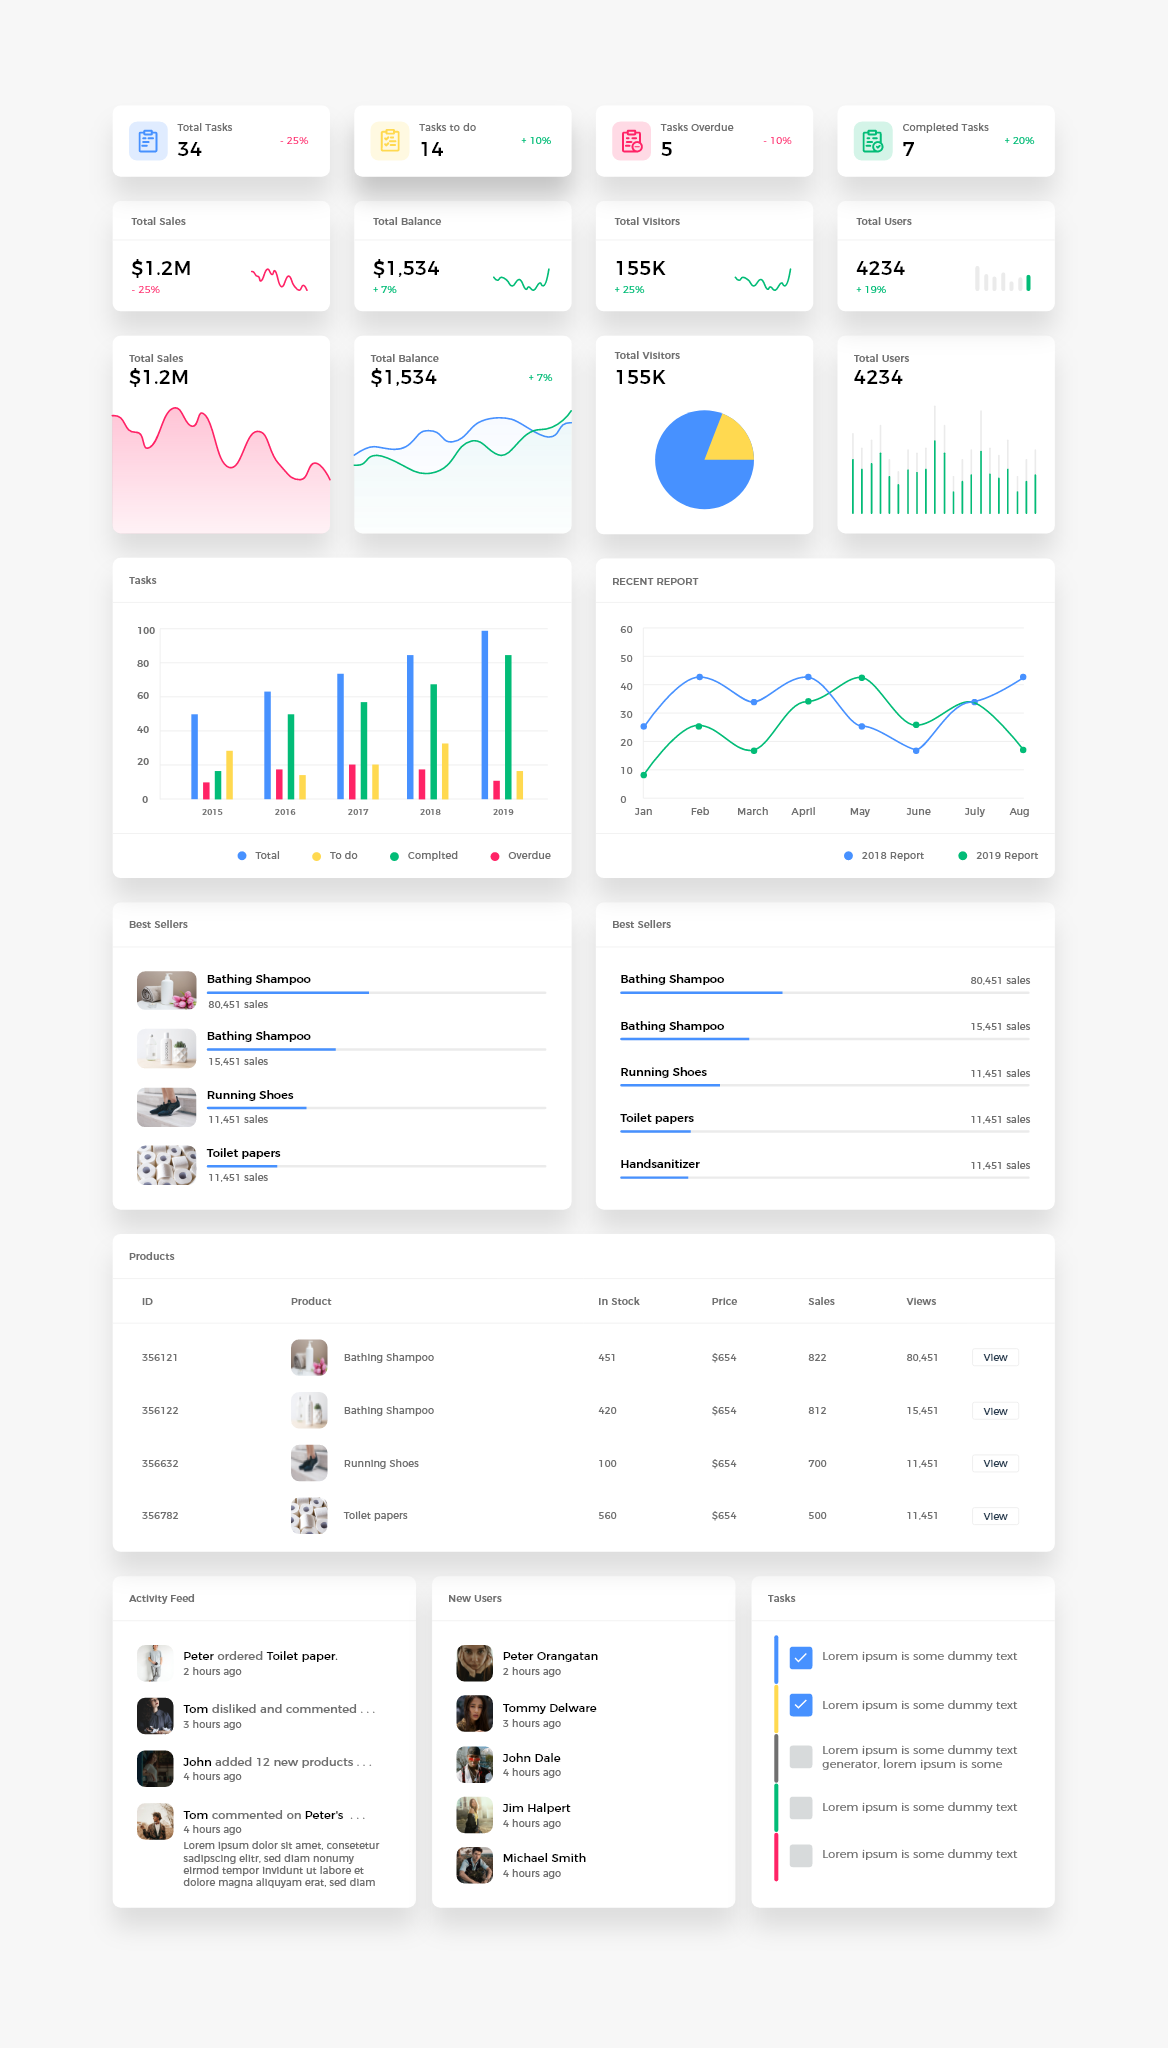 Total Tasks
34
- 25%
Tasks to do
14
+ 10%
Tasks Overdue
5
- 10%
Completed Tasks
7
+ 20%
Total Sales
$1.2M
- 25%
Total Balance
$1,534
+ 7%
Total Visitors
155K
+ 25%
Total Users
4234
+ 19%
Total Sales
$1.2M
Total Balance
$1,534
+ 7%
Total Visitors
155K
Total Users
4234
Tasks
100
80
60
40
20
0
2015 2016 2017 2018 2019
Total To do Complted Overdue
RECENT REPORT
60
50
40
30
20
10
0
Jan Feb March April May June July Aug
2018 Report 2019 Report
Best Sellers
Bathing Shampoo
80,451 sales
Bathing Shampoo
15,451 sales
Running Shoes
11,451 sales
Toilet papers
11,451 sales
Best Sellers
Bathing Shampoo 80,451 sales
Bathing Shampoo 15,451 sales
Running Shoes 11,451 sales
Toilet papers 11,451 sales
Handsanitizer 11,451 sales
Products
ID Product In Stock Price Sales Views
356121 Bathing Shampoo 451 $654 822 80,451 View
356122 Bathing Shampoo 420 $654 812 15,451 View
356632 Running Shoes 100 $654 700 11,451 View
356782 Toilet papers 560 $654 500 11,451 View
Activity Feed
Peter ordered Toilet paper.
2 hours ago
Tom disliked and commented . . .
3 hours ago
John added 12 new products . . .
4 hours ago
Tom commented on Peter's . . .
4 hours ago
Lorem ipsum dolor sit amet, consetetur
sadipscing elitr, sed diam nonumy
eirmod tempor invidunt ut labore et
dolore magna aliquyam erat, sed diam
New Users
Peter Orangatan
2 hours ago
Tommy Delware
3 hours ago
John Dale
4 hours ago
Jim Halpert
4 hours ago
Michael Smith
4 hours ago
Tasks
Lorem ipsum is some dummy text
Lorem ipsum is some dummy text
Lorem ipsum is some dummy text
generator, lorem ipsum is some
Lorem ipsum is some dummy text
Lorem ipsum is some dummy text